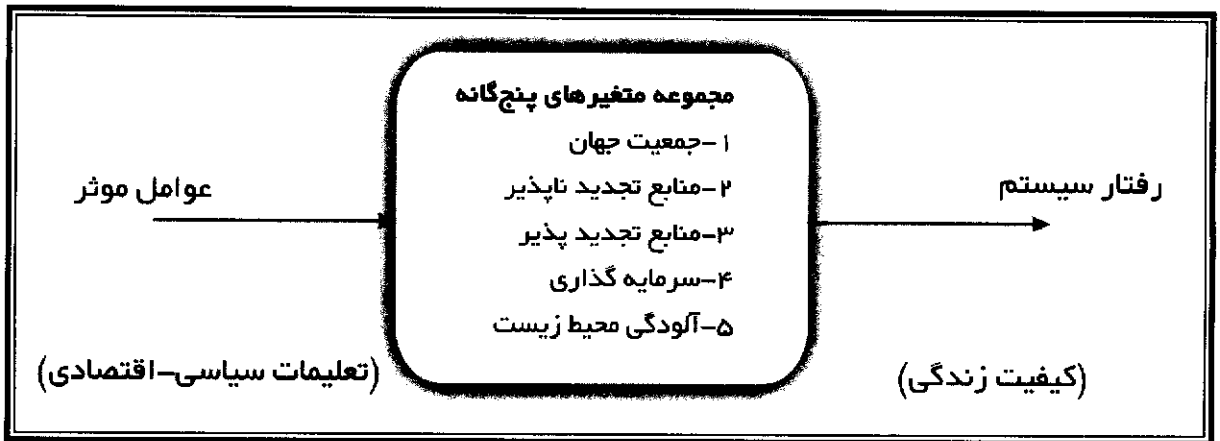 مجموعه متغیرهای پنج‌گانه
۱-جمعیت جهان
۲-منابع تجدید ناپذیر
۳-منابع تجدید پذیر
۴-سرمایه گذاری
۵-آلودگی محیط زیست
رفتار سیستم
عوامل موثر
(کیفیت زندگی)
(تعلیمات سیاسی-اقتصادی)